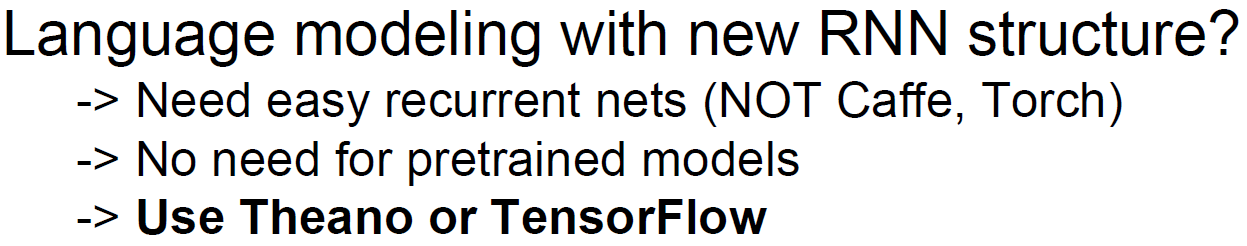 Language modeling with new RNN structure?
-> Need easy recurrent nets (NOT Caffe, Torch)
-> No need for pretrained models
-> Use Theano or TensorFlow